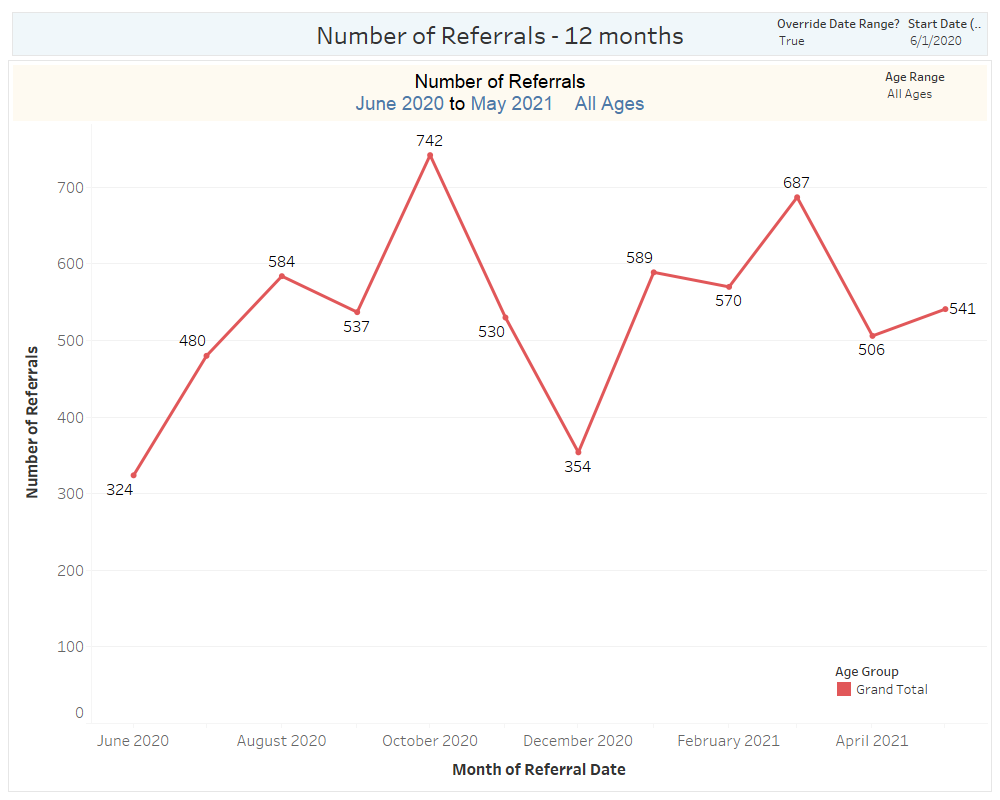 Number of Referrals - 12 months
Override Date Range? Start Date (..
True 6/1/2020
Number of Referrals
June 2020 to May 2021 All Ages
Age Range
All Ages
742
700
687
600
584
589
570
537
530
541
500
480
506
400
354
300
324
200
100
0
Number of Referrals
Age Group
Grand Total
June 2020 August 2020 October 2020 December 2020 February 2021 April 2021
Month of Referral Date